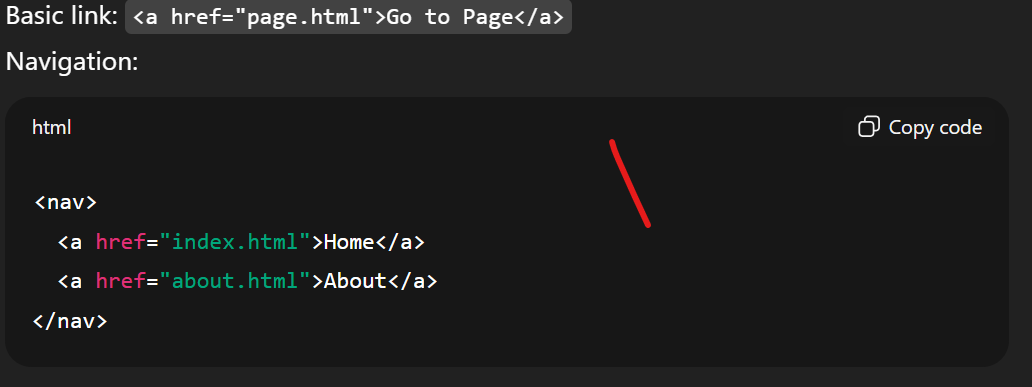 Basic link: <a href="page.html">Go to Page</a>
Navigation:
html
Copy code
<nav>
  <a href="index.html">Home</a>
  <a href="about.html">About</a>
</nav>